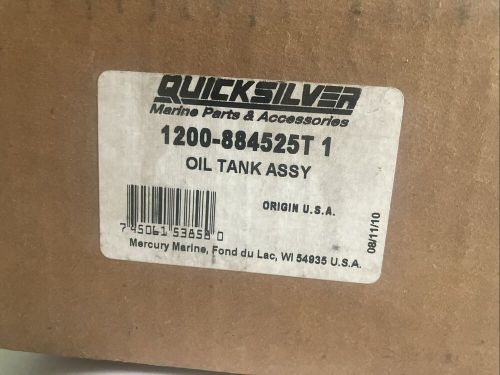 QUICKSILVER
Marine Parts & Accessories
1200-884525T 1
OIL TANK ASSY
ORIGIN U.S.A.
7 45061 53858 0
08/11/10
Mercury Marine, Fond du Lac, WI 54935 U.S.A.